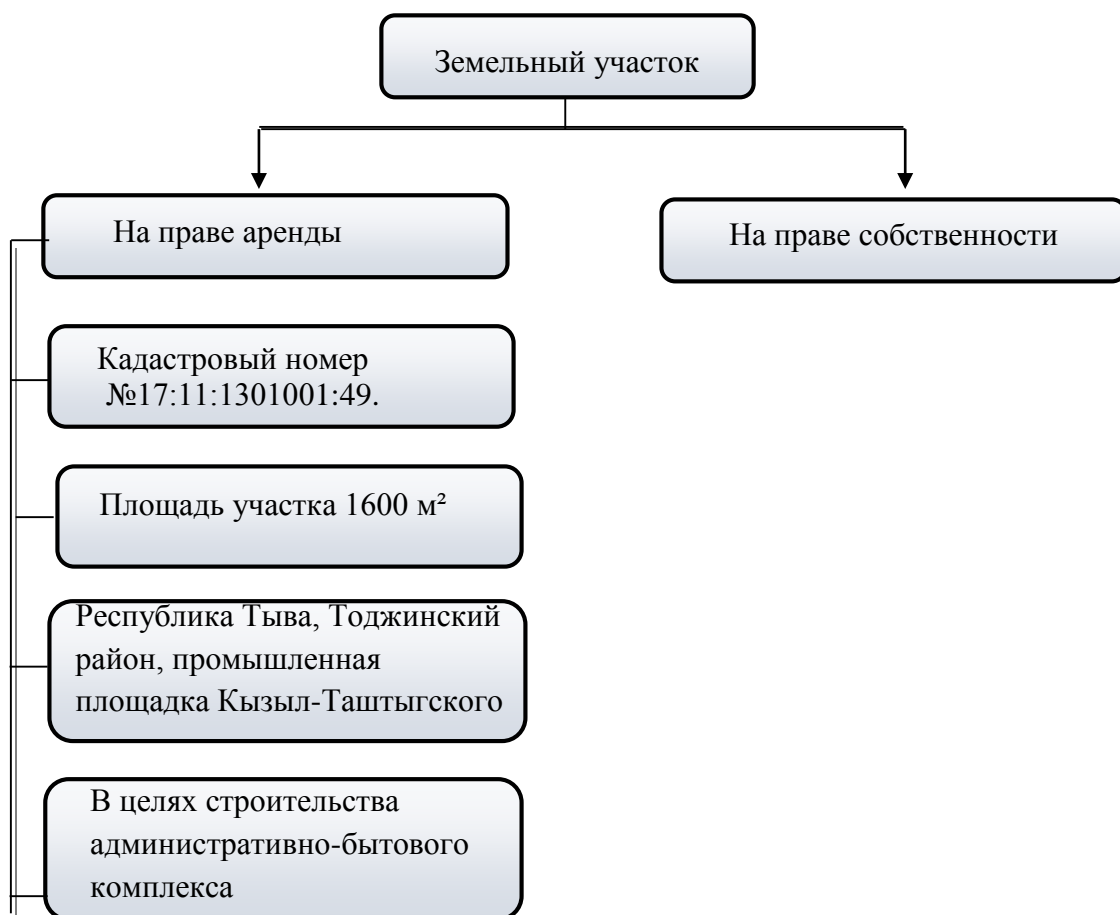 Земельный участок
На праве аренды
На праве собственности
Кадастровый номер
№17:11:1301001:49.
Площадь участка 1600 м²
Республика Тыва, Тоджинский
район, промышленная
площадка Кызыл-Таштыгского
В целях строительства
административно-бытового
комплекса